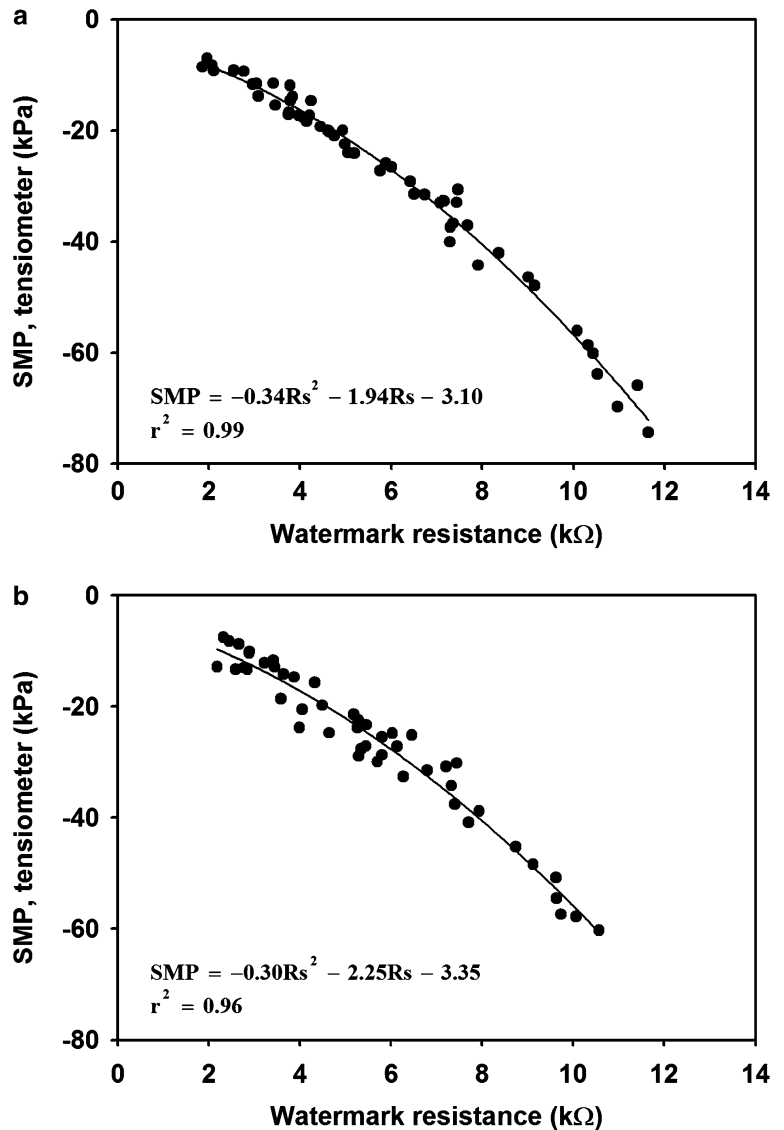 a
0
-20
-40
-60
-80
SMP, tensiometer (kPa)
SMP = −0.34Rs² − 1.94Rs − 3.10
r² = 0.99
0 2 4 6 8 10 12 14
Watermark resistance (kΩ)
b
0
-20
-40
-60
-80
SMP, tensiometer (kPa)
SMP = −0.30Rs² − 2.25Rs − 3.35
r² = 0.96
0 2 4 6 8 10 12 14
Watermark resistance (kΩ)